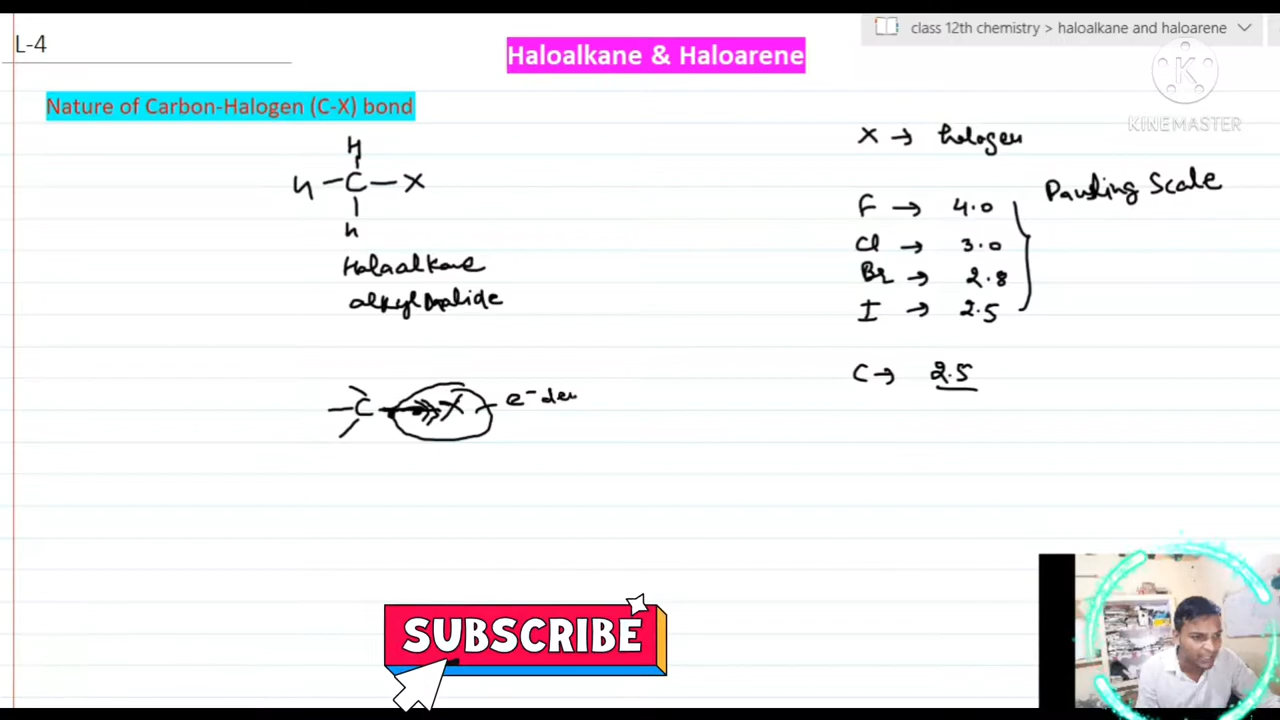 class 12th chemistry > haloalkane and haloarene
L-4
Haloalkane & Haloarene
K
KINEMASTER
Nature of Carbon-Halogen (C-X) bond
H
H - C - X
H
Haloalkane
alkyl halide
X → halogen
Pauling Scale
F → 4.0
Cl → 3.0
Br → 2.8
I → 2.5
C → 2.5
C X e⁻ den
SUBSCRIBE